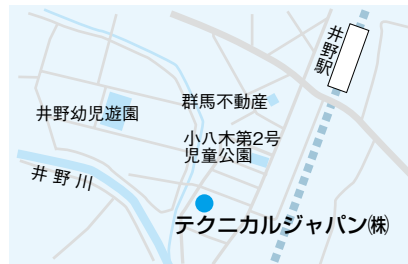 井野駅
群馬不動産
井野幼児遊園
小八木第2号
児童公園
井野川
テクニカルジャパン㈱